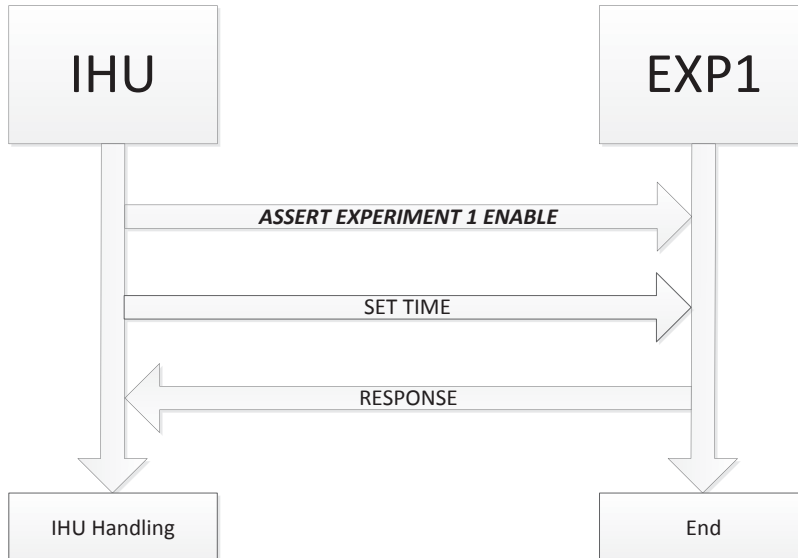 IHU
EXP1
ASSERT EXPERIMENT 1 ENABLE
SET TIME
RESPONSE
IHU Handling
End